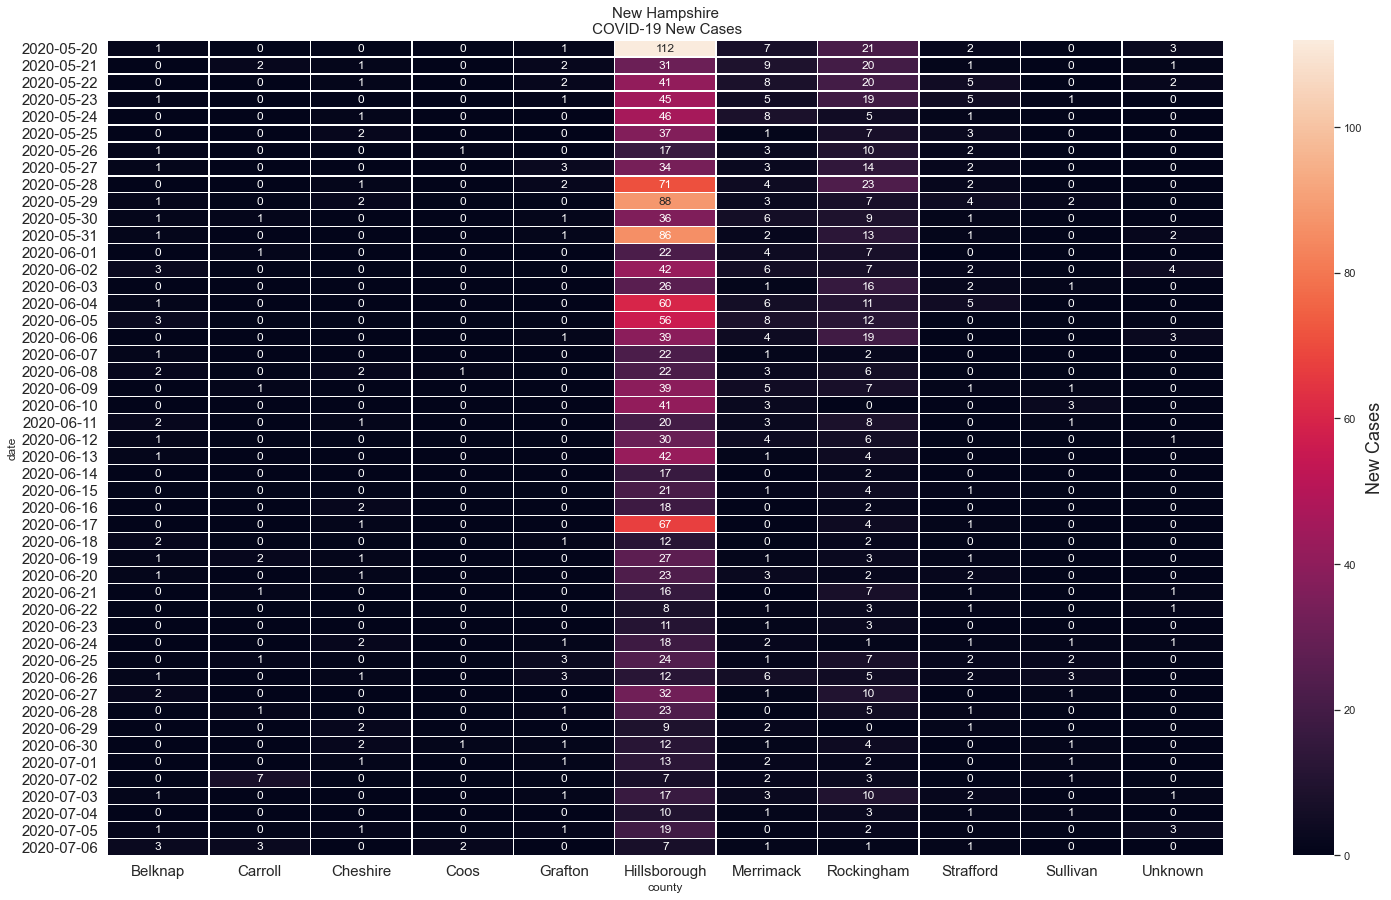 New Hampshire
COVID-19 New Cases
2020-05-20 1 0 0 0 1 112 7 21 2 0 3
2020-05-21 0 2 1 0 2 31 9 20 1 0 1
2020-05-22 0 0 1 0 2 41 8 20 5 0 2
2020-05-23 1 0 0 0 1 45 5 19 5 1 0
2020-05-24 0 0 1 0 0 46 8 5 1 0 0
2020-05-25 0 0 2 0 0 37 1 7 3 0 0
2020-05-26 1 0 0 1 0 17 3 10 2 0 0
2020-05-27 1 0 0 0 3 34 3 14 2 0 0
2020-05-28 0 0 1 0 2 71 4 23 2 0 0
2020-05-29 1 0 2 0 0 88 3 7 4 2 0
2020-05-30 1 1 0 0 1 36 6 9 1 0 0
2020-05-31 1 0 0 0 1 86 2 13 1 0 2
2020-06-01 0 1 0 0 0 22 4 7 0 0 0
2020-06-02 3 0 0 0 0 42 6 7 2 0 4
2020-06-03 0 0 0 0 0 26 1 16 2 1 0
2020-06-04 1 0 0 0 0 60 6 11 5 0 0
2020-06-05 3 0 0 0 0 56 8 12 0 0 0
2020-06-06 0 0 0 0 1 39 4 19 0 0 3
2020-06-07 1 0 0 0 0 22 1 2 0 0 0
2020-06-08 2 0 2 1 0 22 3 6 0 0 0
2020-06-09 0 1 0 0 0 39 5 7 1 1 0
2020-06-10 0 0 0 0 0 41 3 0 0 3 0
2020-06-11 2 0 1 0 0 20 3 8 0 1 0
2020-06-12 1 0 0 0 0 30 4 6 0 0 1
2020-06-13 1 0 0 0 0 42 1 4 0 0 0
2020-06-14 0 0 0 0 0 17 0 2 0 0 0
2020-06-15 0 0 0 0 0 21 1 4 1 0 0
2020-06-16 0 0 2 0 0 18 0 2 0 0 0
2020-06-17 0 0 1 0 0 67 0 4 1 0 0
2020-06-18 2 0 0 0 1 12 0 2 0 0 0
2020-06-19 1 2 1 0 0 27 1 3 1 0 0
2020-06-20 1 0 1 0 0 23 3 2 2 0 0
2020-06-21 0 1 0 0 0 16 0 7 1 0 1
2020-06-22 0 0 0 0 0 8 1 3 1 0 1
2020-06-23 0 0 0 0 0 11 1 3 0 0 0
2020-06-24 0 0 2 0 1 18 2 1 1 1 1
2020-06-25 0 1 0 0 3 24 1 7 2 2 0
2020-06-26 1 0 1 0 3 12 6 5 2 3 0
2020-06-27 2 0 0 0 0 32 1 10 0 1 0
2020-06-28 0 1 0 0 1 23 0 5 1 0 0
2020-06-29 0 0 2 0 0 9 2 0 1 0 0
2020-06-30 0 0 2 1 1 12 1 4 0 1 0
2020-07-01 0 0 1 0 1 13 2 2 0 1 0
2020-07-02 0 7 0 0 0 7 2 3 0 1 0
2020-07-03 1 0 0 0 1 17 3 10 2 0 1
2020-07-04 0 0 0 0 0 10 1 3 1 1 0
2020-07-05 1 0 1 0 1 19 0 2 0 0 3
2020-07-06 3 3 0 2 0 7 1 1 1 0 0
Belknap Carroll Cheshire Coos Grafton Hillsborough Merrimack Rockingham Strafford Sullivan Unknown
county
date
100
80
60
40
20
0
New Cases